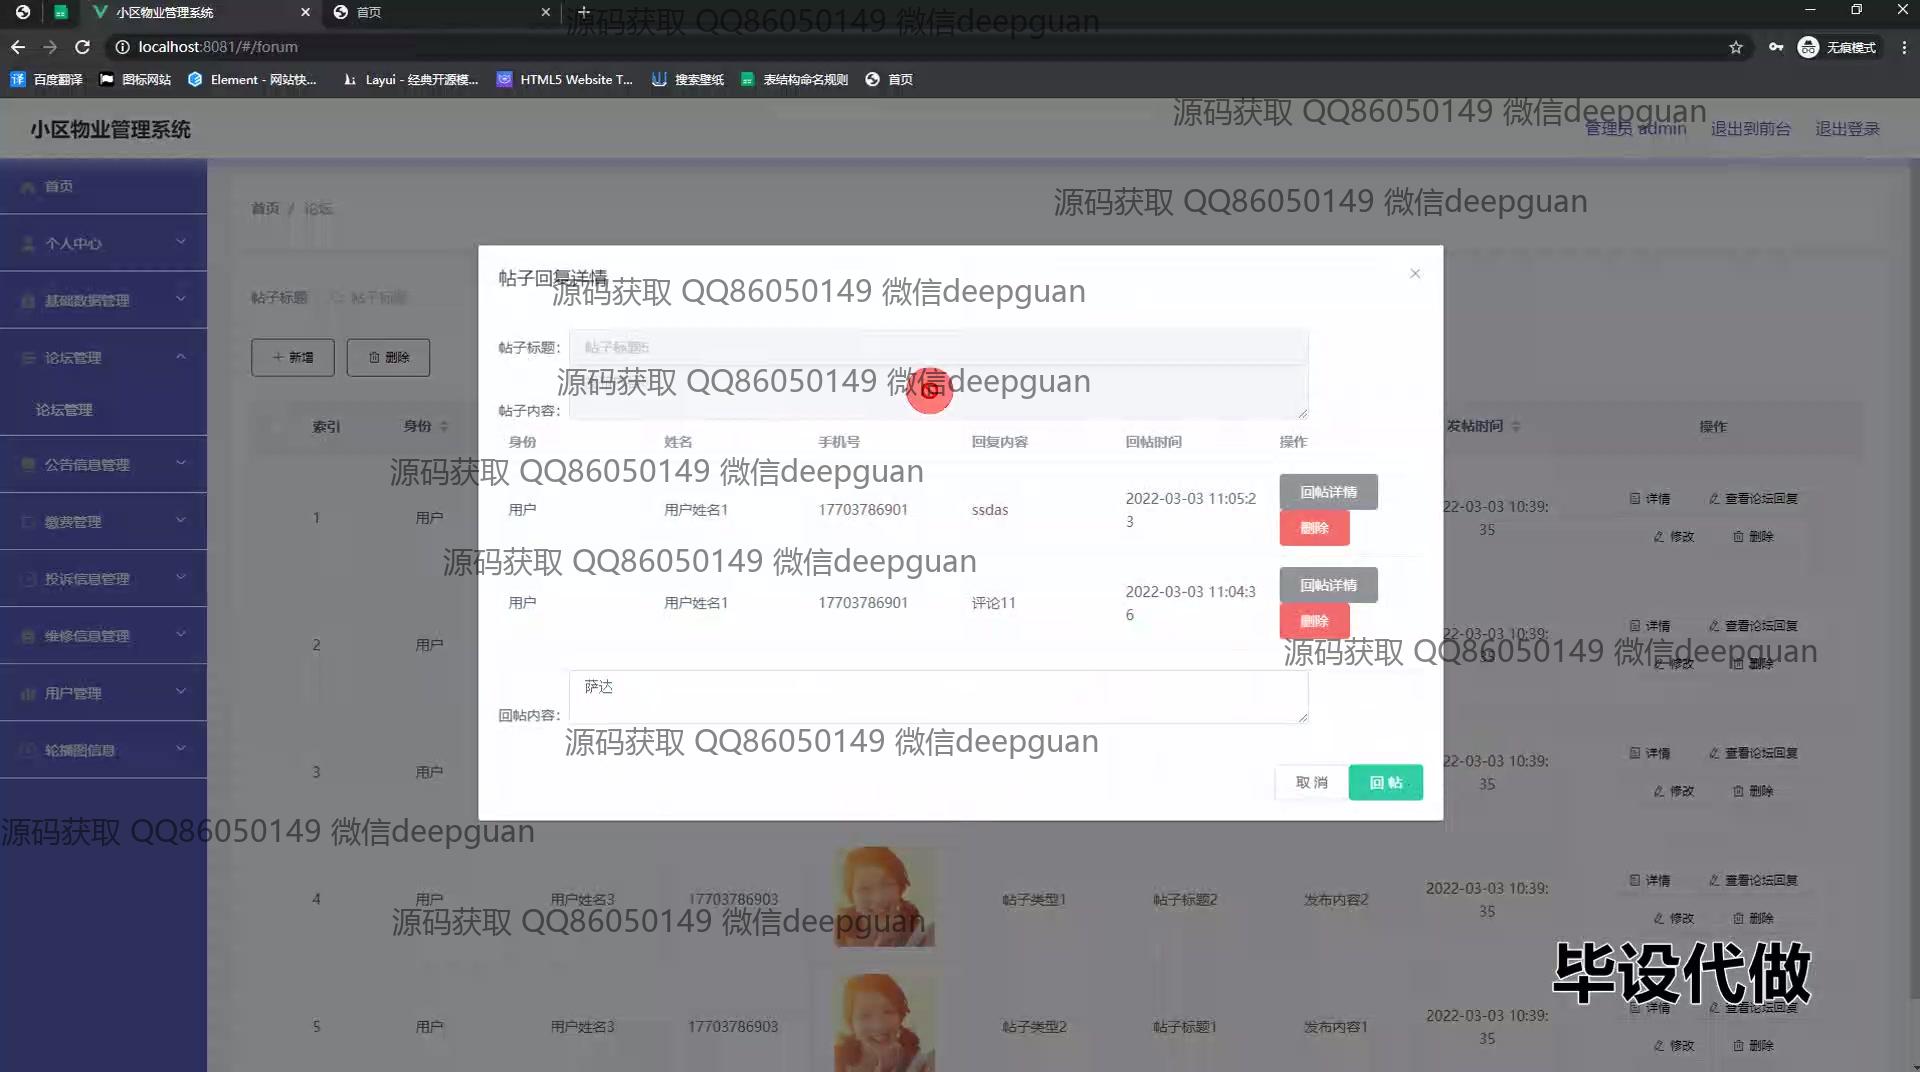 小区物业管理系统
首页
localhost:8081/#/forum
无痕模式
百度翻译
图标网站
Element - 网站快...
Layui - 经典开源模...
HTML5 Website T...
搜索壁纸
表结构命名规则
首页
源码获取 QQ86050149 微信deepguan
源码获取 QQ86050149 微信deepguan
小区物业管理系统
管理员 admin
退出到前台
退出登录
源码获取 QQ86050149 微信deepguan
首页
个人中心
基础数据管理
论坛管理
论坛管理
公告信息管理
缴费管理
投诉信息管理
维修信息管理
用户管理
轮播图信息
首页 / 论坛
帖子标题
帖子标题
新增
删除
索引
身份
发帖时间
操作
帖子回复详情
源码获取 QQ86050149 微信deepguan
帖子标题:
帖子标题5
源码获取 QQ86050149 微信deepguan
帖子内容:
身份 姓名 手机号 回复内容 回帖时间 操作
源码获取 QQ86050149 微信deepguan
用户 用户姓名1 17703786901 ssdas 2022-03-03 11:05:2
3
回帖详情
删除
源码获取 QQ86050149 微信deepguan
用户 用户姓名1 17703786901 评论11 2022-03-03 11:04:3
6
回帖详情
删除
源码获取 QQ86050149 微信deepguan
回帖内容:
萨达
源码获取 QQ86050149 微信deepguan
取 消
回 帖
1 用户
22-03-03 10:39:
35
详情 查看论坛回复
修改 删除
2 用户
22-03-03 10:39:
35
详情 查看论坛回复
修改 删除
3 用户
22-03-03 10:39:
35
详情 查看论坛回复
修改 删除
源码获取 QQ86050149 微信deepguan
4 用户 用户姓名3 17703786903 帖子类型1 帖子标题2 发布内容2 2022-03-03 10:39:
35
详情 查看论坛回复
修改 删除
源码获取 QQ86050149 微信deepguan
毕设代做
5 用户 用户姓名3 17703786903 帖子类型2 帖子标题1 发布内容1 2022-03-03 10:39:
35
详情 查看论坛回复
修改 删除